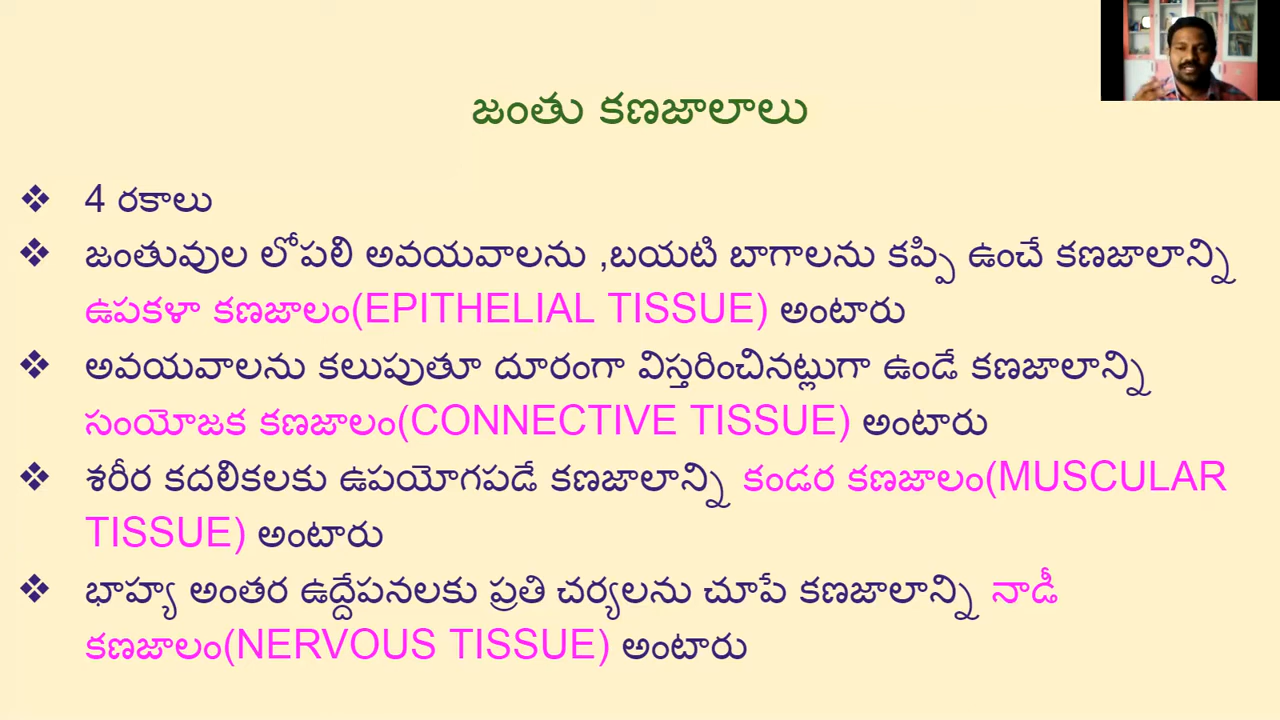 జంతు కణజాలాలు
❖ 4 రకాలు
❖ జంతువుల లోపలి అవయవాలను ,బయటి బాగాలను కప్పి ఉంచే కణజాలాన్ని
ఉపకళా కణజాలం(EPITHELIAL TISSUE) అంటారు
❖ అవయవాలను కలుపుతూ దూరంగా విస్తరించినట్లుగా ఉండే కణజాలాన్ని
సంయోజక కణజాలం(CONNECTIVE TISSUE) అంటారు
❖ శరీర కదలికలకు ఉపయోగపడే కణజాలాన్ని కండర కణజాలం(MUSCULAR
TISSUE) అంటారు
❖ భాహ్య అంతర ఉద్దేపనలకు ప్రతి చర్యలను చూపే కణజాలాన్ని నాడీ
కణజాలం(NERVOUS TISSUE) అంటారు